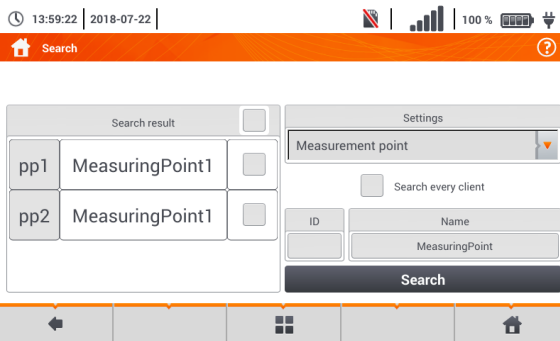 13:59:22 2018-07-22 100 %
Search
Search result
Settings
pp1 MeasuringPoint1
pp2 MeasuringPoint1
Measurement point
Search every client
ID Name
MeasuringPoint
Search